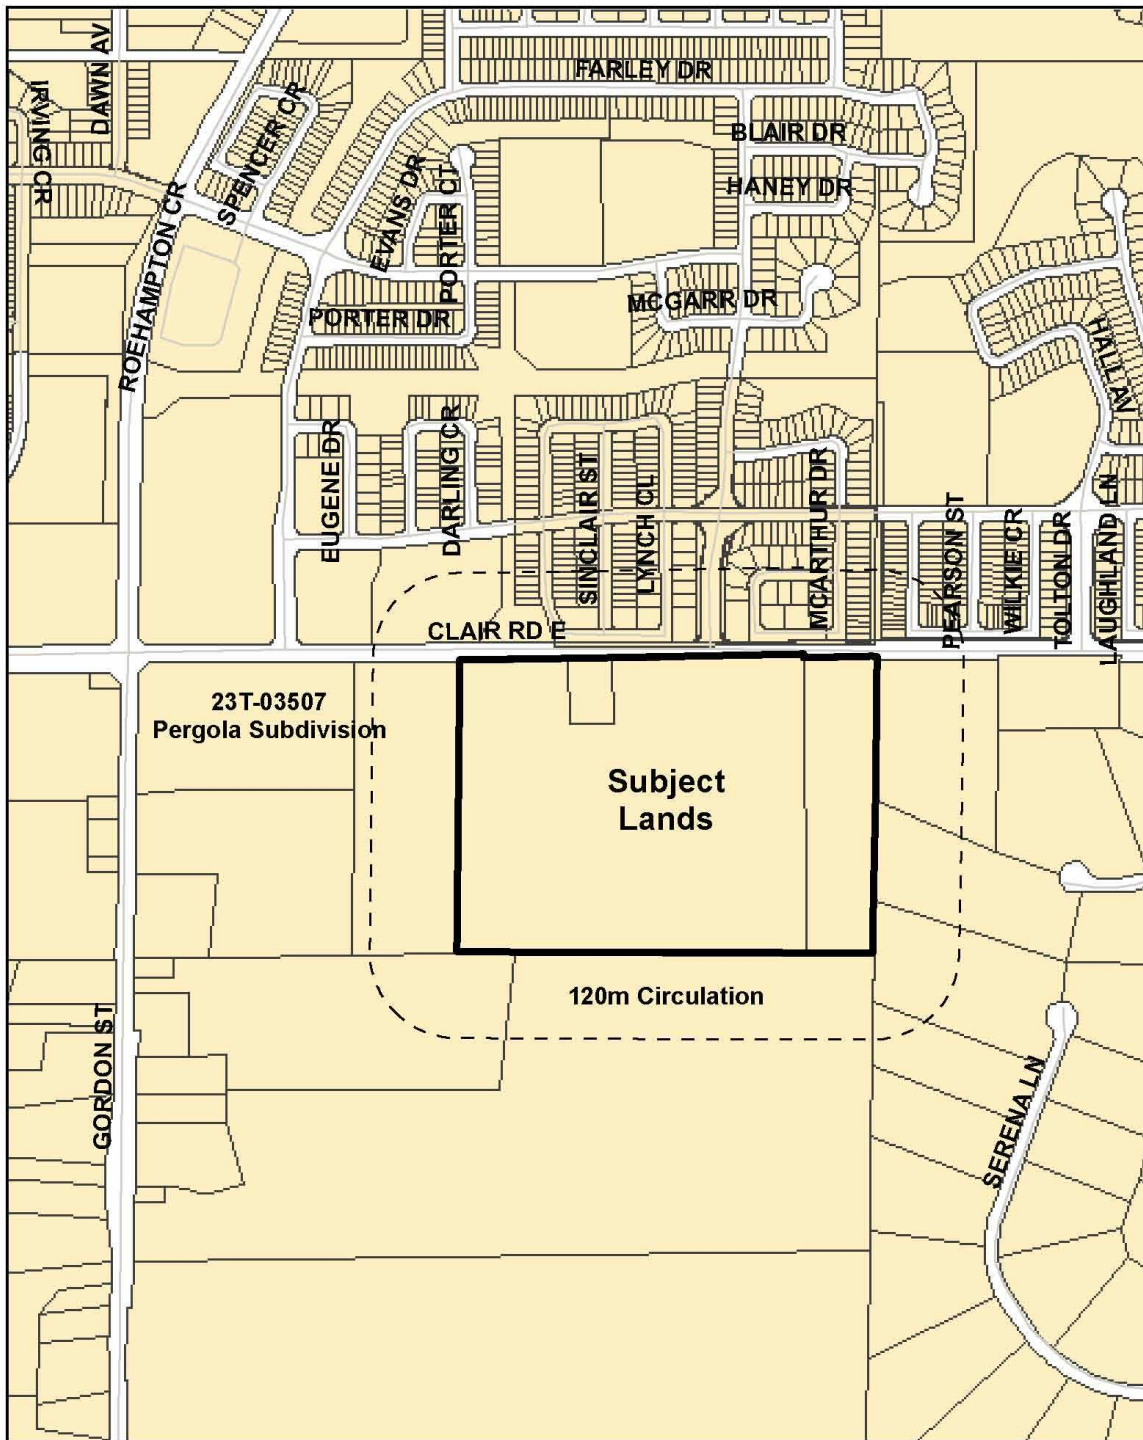 FARLEY DR
DAWN AV
IRVING CR
SPENCER CR
BLAIR DR
HANEY DR
EVANS DR
PORTER CT
ROEHAMPTON CR
MCGARR DR
PORTER DR
HALL AV
EUGENE DR
DARLING CR
SINCLAIR ST
LYNCH CL
MCARTHUR DR
PEARSON ST
WILKIE CR
TOLTON DR
LAUGHLAND LN
CLAIR RD E
23T-03507
Pergola Subdivision
Subject
Lands
120m Circulation
GORDON ST
SERENA LN